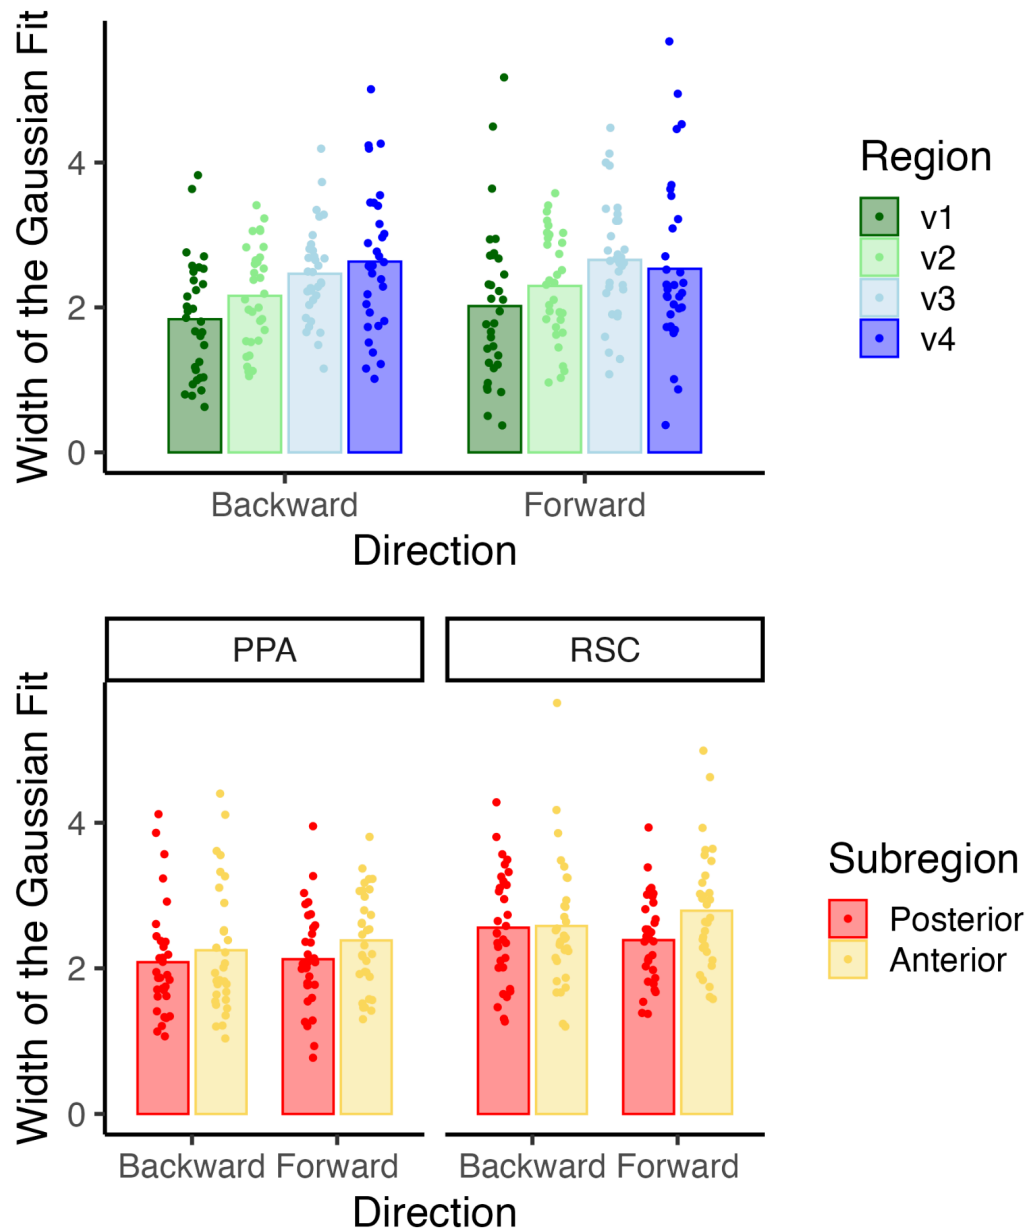 Width of the Gaussian Fit
4
2
0
Backward
Forward
Direction
Region
v1
v2
v3
v4
PPA
RSC
Width of the Gaussian Fit
4
2
0
Backward
Forward
Backward
Forward
Direction
Subregion
Posterior
Anterior